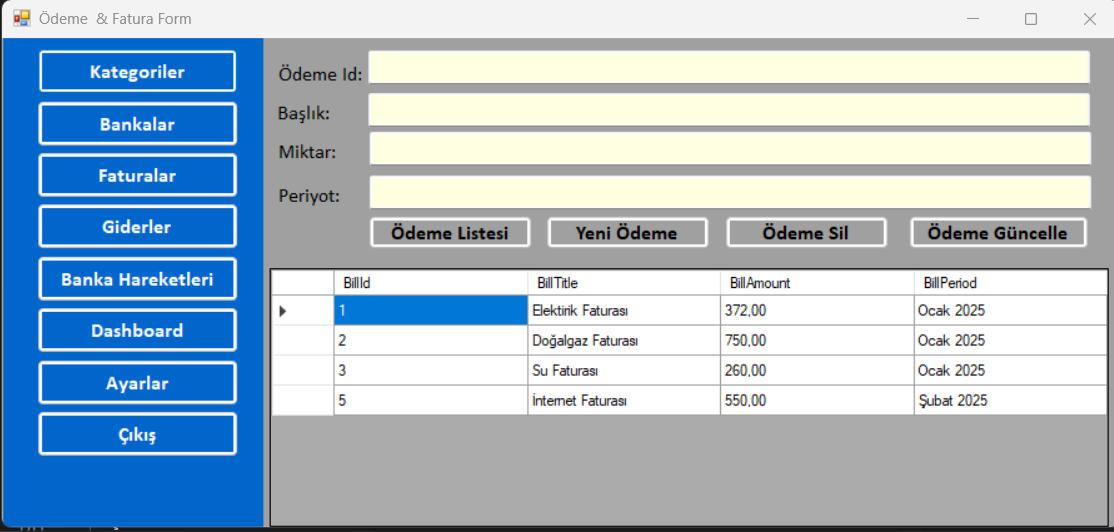 Ödeme & Fatura Form
Kategoriler
Bankalar
Faturalar
Giderler
Banka Hareketleri
Dashboard
Ayarlar
Çıkış
Ödeme Id:
Başlık:
Miktar:
Periyot:
Ödeme Listesi Yeni Ödeme Ödeme Sil Ödeme Güncelle
BillId BillTitle BillAmount BillPeriod
1 Elektirik Faturası 372,00 Ocak 2025
2 Doğalgaz Faturası 750,00 Ocak 2025
3 Su Faturası 260,00 Ocak 2025
5 İnternet Faturası 550,00 Şubat 2025